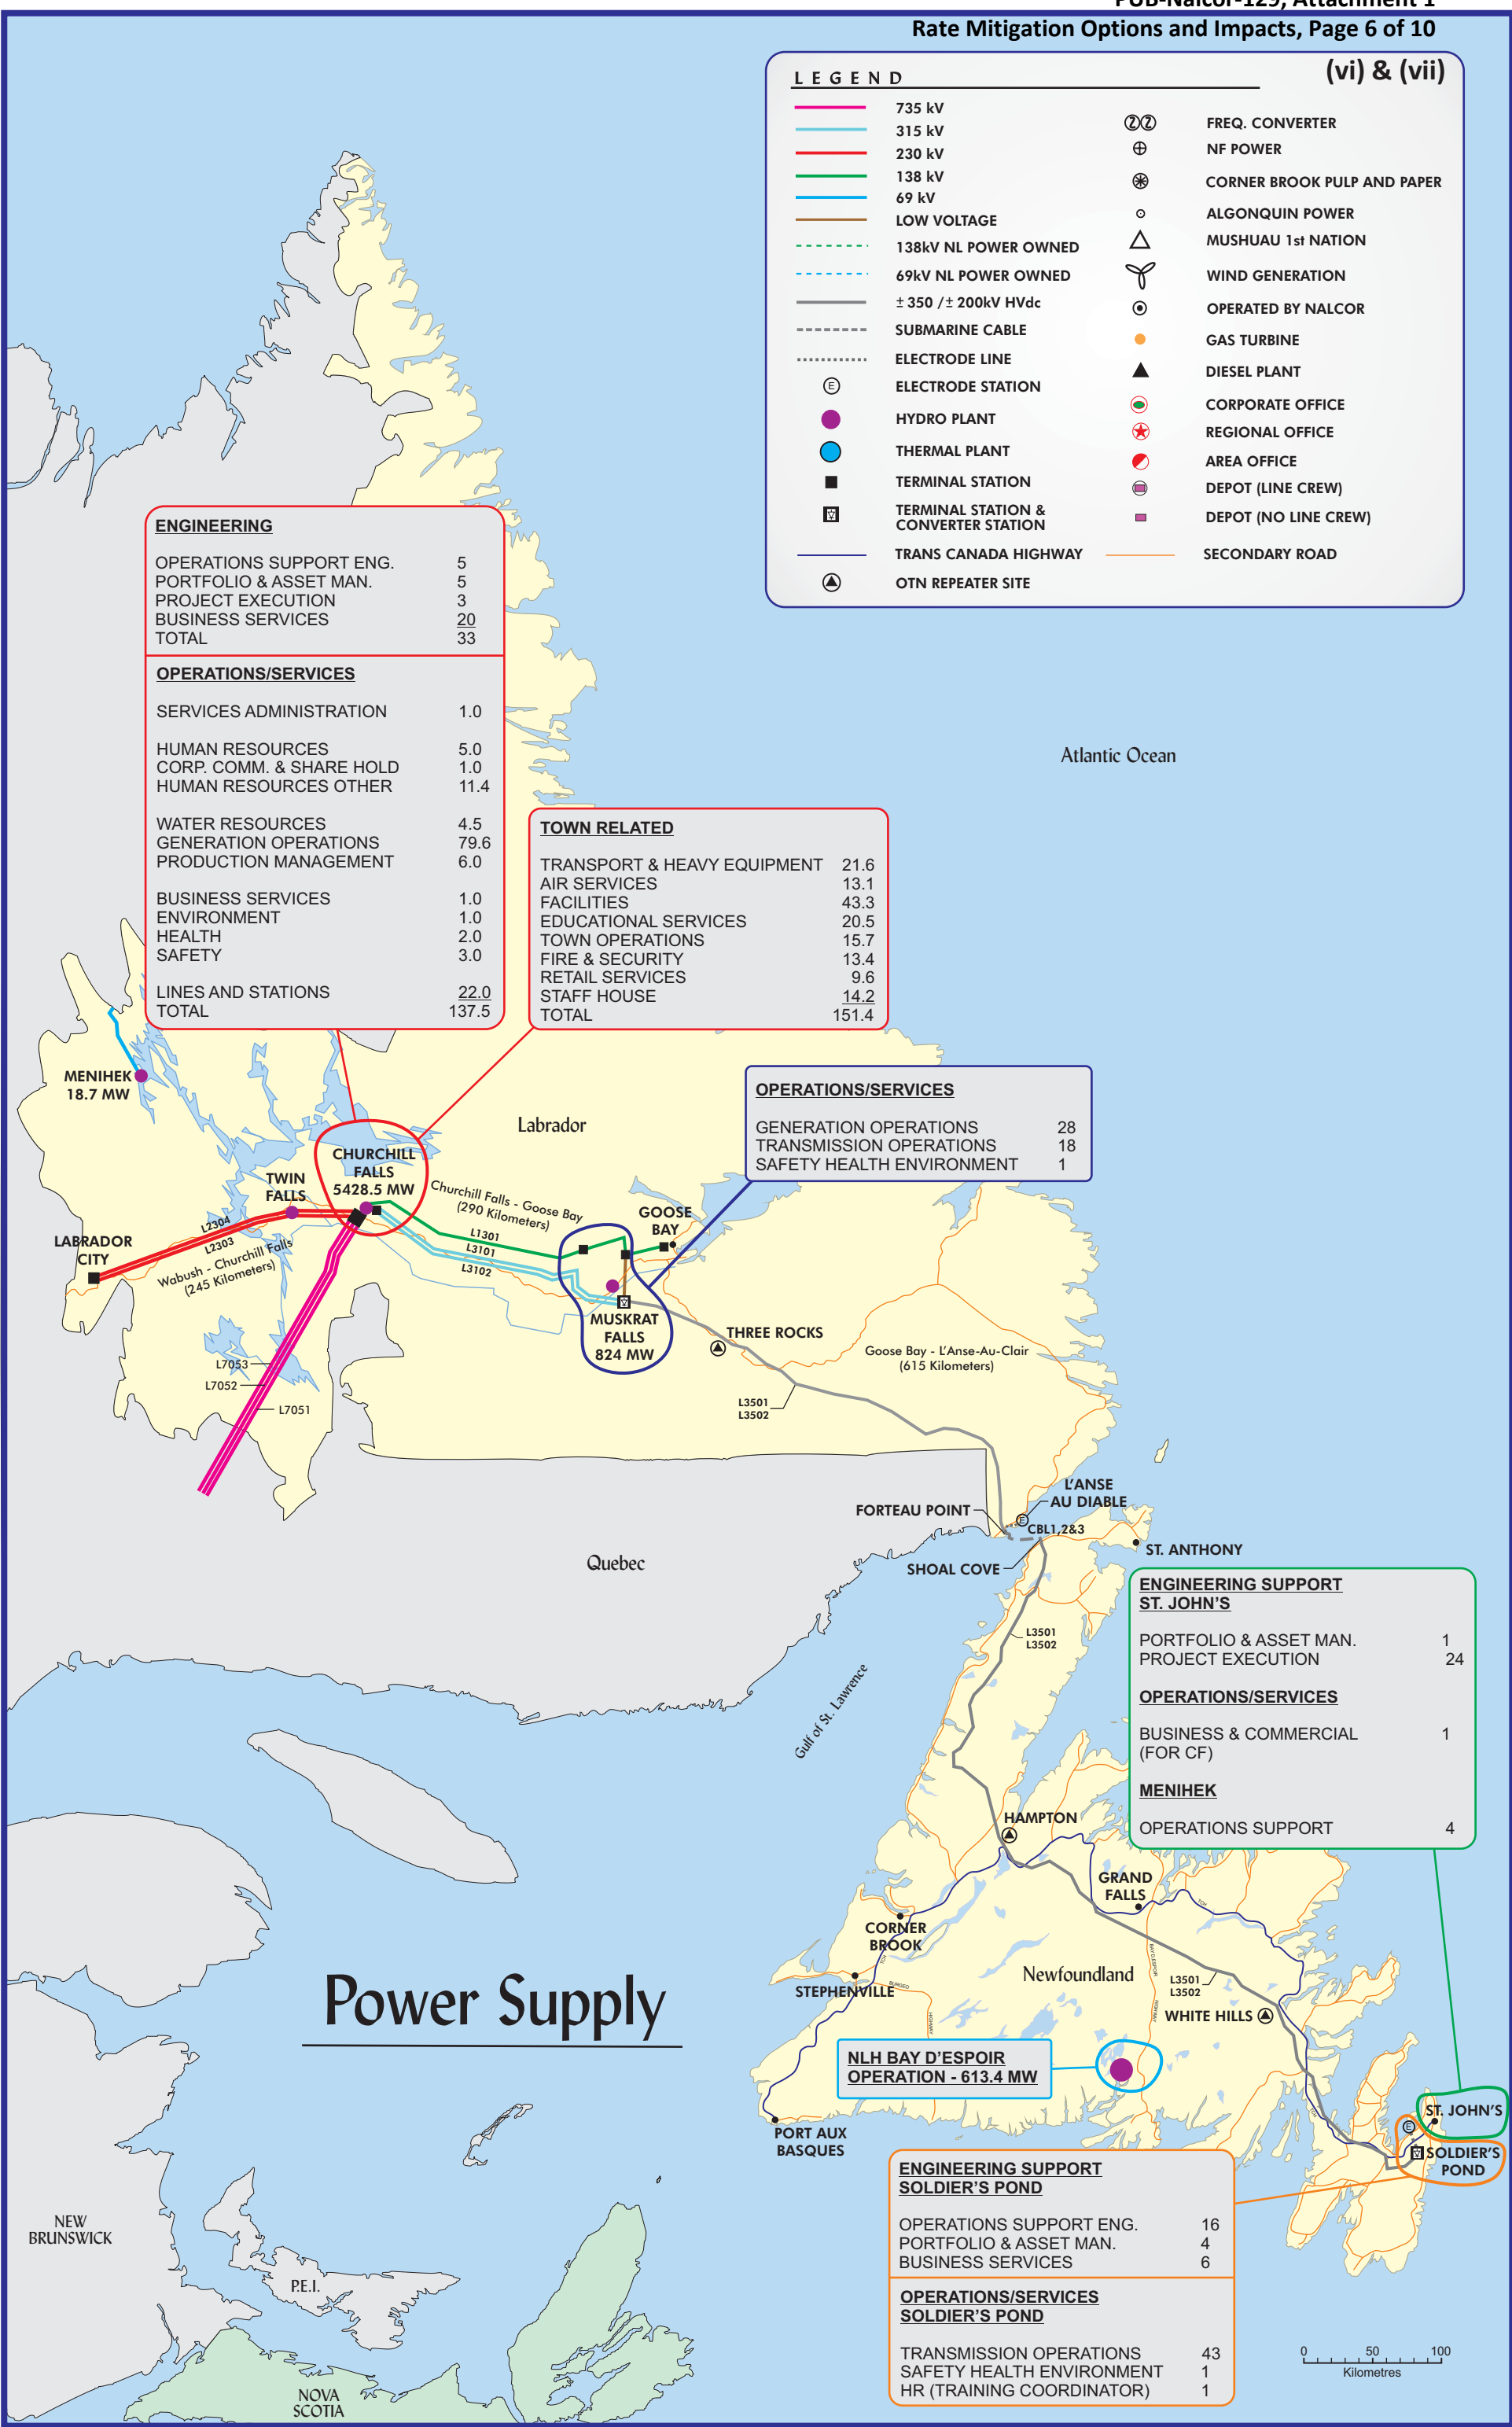 PUB-Nalcor-129, Attachment 1
Rate Mitigation Options and Impacts, Page 6 of 10
(vi) & (vii)
LEGEND
735 kV
315 kV
230 kV
138 kV
69 kV
LOW VOLTAGE
138kV NL POWER OWNED
69kV NL POWER OWNED
± 350 /± 200kV HVdc
SUBMARINE CABLE
ELECTRODE LINE
E ELECTRODE STATION
HYDRO PLANT
THERMAL PLANT
TERMINAL STATION
TERMINAL STATION &
CONVERTER STATION
TRANS CANADA HIGHWAY
OTN REPEATER SITE
FREQ. CONVERTER
NF POWER
CORNER BROOK PULP AND PAPER
ALGONQUIN POWER
MUSHUAU 1st NATION
WIND GENERATION
OPERATED BY NALCOR
GAS TURBINE
DIESEL PLANT
CORPORATE OFFICE
REGIONAL OFFICE
AREA OFFICE
DEPOT (LINE CREW)
DEPOT (NO LINE CREW)
SECONDARY ROAD
ENGINEERING
OPERATIONS SUPPORT ENG. 5
PORTFOLIO & ASSET MAN. 5
PROJECT EXECUTION 3
BUSINESS SERVICES 20
TOTAL 33
OPERATIONS/SERVICES
SERVICES ADMINISTRATION 1.0
HUMAN RESOURCES 5.0
CORP. COMM. & SHARE HOLD 1.0
HUMAN RESOURCES OTHER 11.4
WATER RESOURCES 4.5
GENERATION OPERATIONS 79.6
PRODUCTION MANAGEMENT 6.0
BUSINESS SERVICES 1.0
ENVIRONMENT 1.0
HEALTH 2.0
SAFETY 3.0
LINES AND STATIONS 22.0
TOTAL 137.5
Atlantic Ocean
TOWN RELATED
TRANSPORT & HEAVY EQUIPMENT 21.6
AIR SERVICES 13.1
FACILITIES 43.3
EDUCATIONAL SERVICES 20.5
TOWN OPERATIONS 15.7
FIRE & SECURITY 13.4
RETAIL SERVICES 9.6
STAFF HOUSE 14.2
TOTAL 151.4
OPERATIONS/SERVICES
GENERATION OPERATIONS 28
TRANSMISSION OPERATIONS 18
SAFETY HEALTH ENVIRONMENT 1
MENIHEK
18.7 MW
Labrador
CHURCHILL
FALLS
5428.5 MW
TWIN
FALLS
Churchill Falls - Goose Bay
(290 Kilometers)
GOOSE
BAY
LABRADOR
CITY
L2304
L2303
Wabush - Churchill Falls
(245 Kilometers)
L1301
L3101
L3102
MUSKRAT
FALLS
824 MW
THREE ROCKS
Goose Bay - L'Anse-Au-Clair
(615 Kilometers)
L7053
L7052
L7051
L3501
L3502
L'ANSE
AU DIABLE
FORTEAU POINT
E
CBL1,2&3
SHOAL COVE
ST. ANTHONY
Quebec
L3501
L3502
Gulf of St. Lawrence
ENGINEERING SUPPORT
ST. JOHN'S
PORTFOLIO & ASSET MAN. 1
PROJECT EXECUTION 24
OPERATIONS/SERVICES
BUSINESS & COMMERCIAL 1
(FOR CF)
MENIHEK
OPERATIONS SUPPORT 4
HAMPTON
GRAND
FALLS
TCH
CORNER
BROOK
TCH
STEPHENVILLE
BURGEO
HIGHWAY
Newfoundland
BAY D'ESPOIR
HIGHWAY
L3501
L3502
WHITE HILLS
Power Supply
NLH BAY D'ESPOIR
OPERATION - 613.4 MW
PORT AUX
BASQUES
ST. JOHN'S
E
SOLDIER'S
POND
ENGINEERING SUPPORT
SOLDIER'S POND
OPERATIONS SUPPORT ENG. 16
PORTFOLIO & ASSET MAN. 4
BUSINESS SERVICES 6
OPERATIONS/SERVICES
SOLDIER'S POND
TRANSMISSION OPERATIONS 43
SAFETY HEALTH ENVIRONMENT 1
HR (TRAINING COORDINATOR) 1
NEW
BRUNSWICK
P.E.I.
NOVA
SCOTIA
0 50 100
Kilometres